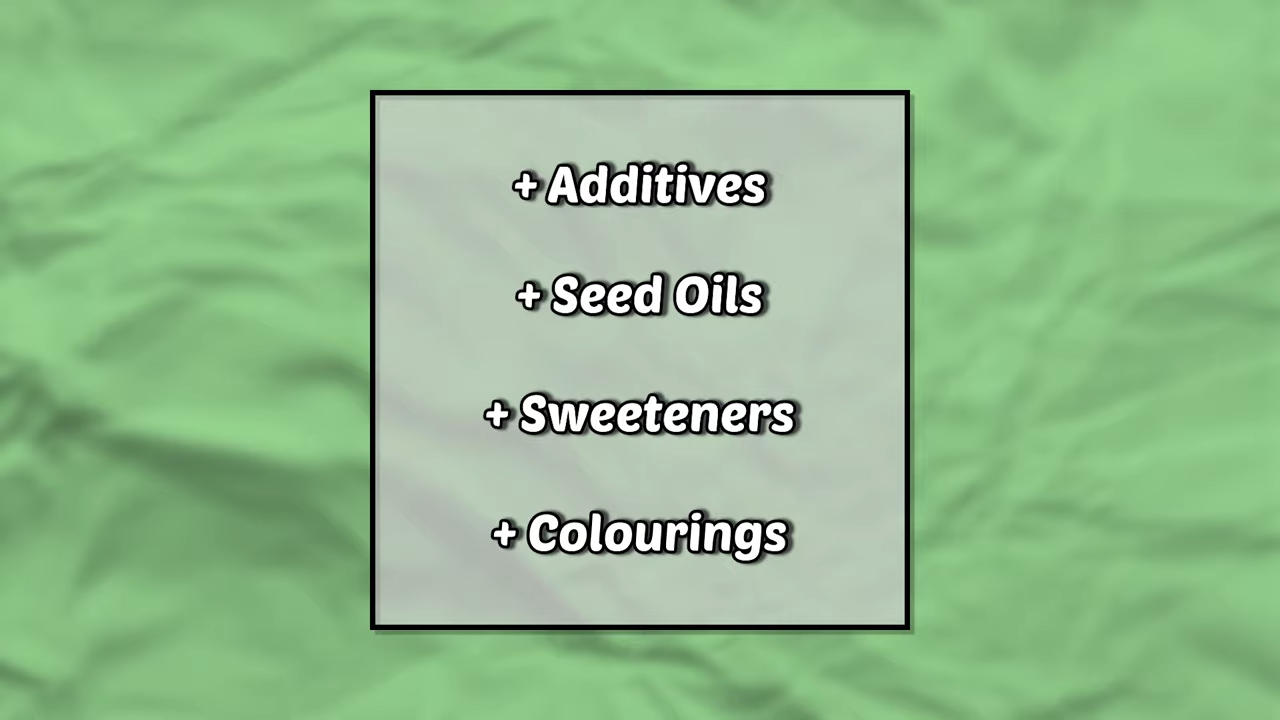 + Additives
+ Seed Oils
+ Sweeteners
+ Colourings